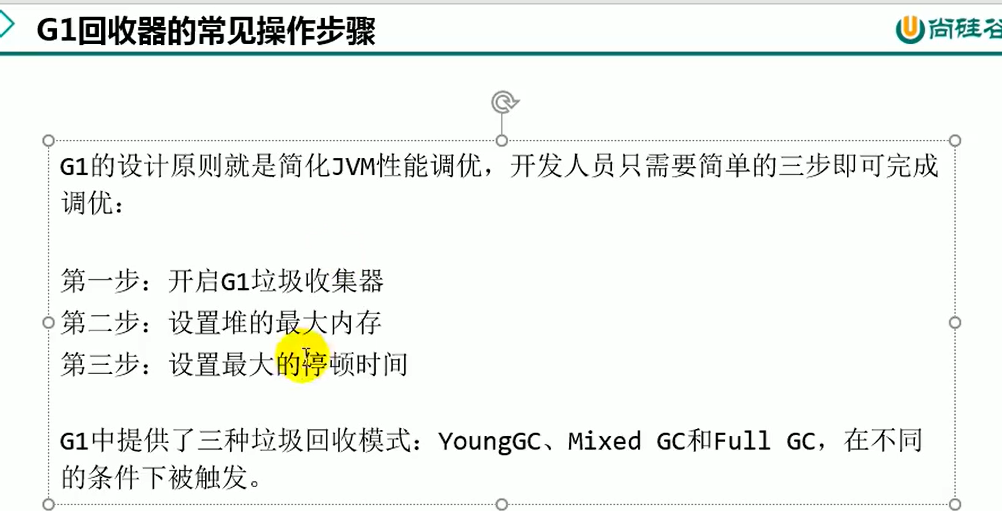 G1回收器的常见操作步骤
尚硅谷
G1的设计原则就是简化JVM性能调优，开发人员只需要简单的三步即可完成
调优：
第一步：开启G1垃圾收集器
第二步：设置堆的最大内存
第三步：设置最大的停顿时间
G1中提供了三种垃圾回收模式：YoungGC、Mixed GC和Full GC，在不同
的条件下被触发。